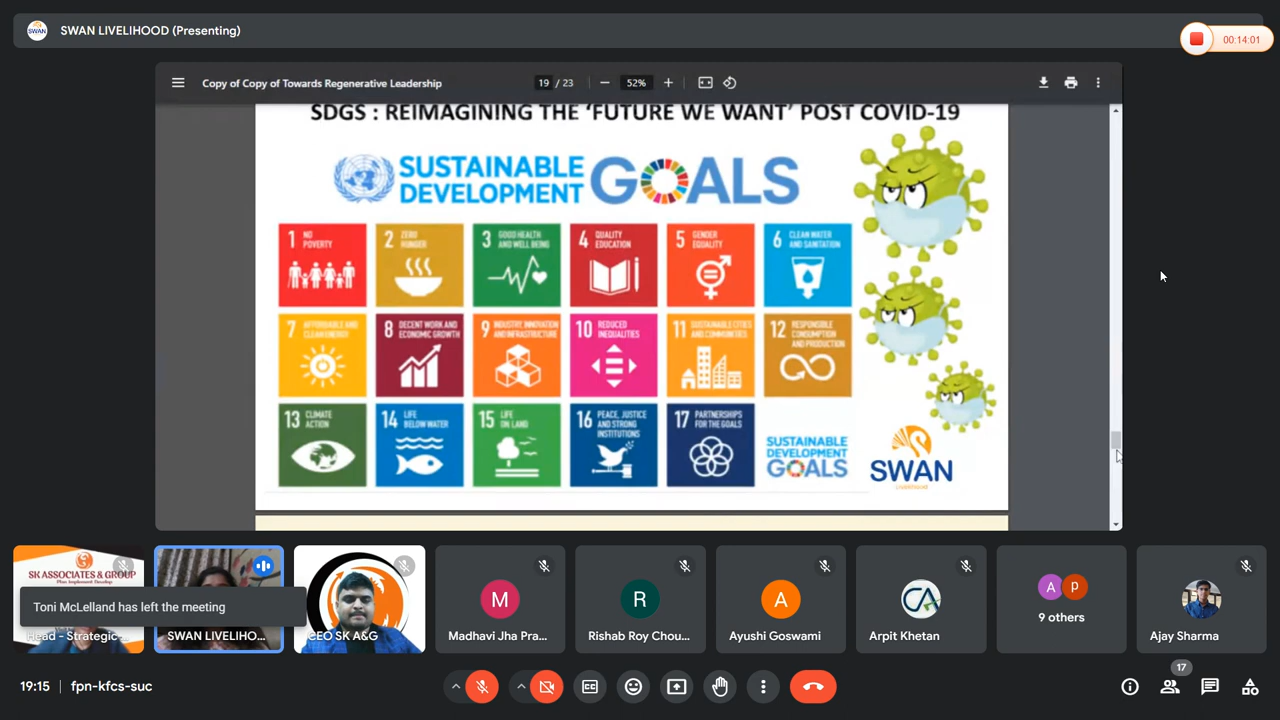 SWAN
SWAN LIVELIHOOD (Presenting)
00:14:01
Copy of Copy of Towards Regenerative Leadership
19 / 23
52%
SDGS : REIMAGINING THE ‘FUTURE WE WANT’ POST COVID-19
SUSTAINABLE
DEVELOPMENT
GOALS
1 NO
POVERTY
2 ZERO
HUNGER
3 GOOD HEALTH
AND WELL BEING
4 QUALITY
EDUCATION
5 GENDER
EQUALITY
6 CLEAN WATER
AND SANITATION
7 AFFORDABLE AND
CLEAN ENERGY
8 DECENT WORK AND
ECONOMIC GROWTH
9 INDUSTRY, INNOVATION
AND INFRASTRUCTURE
10 REDUCED
INEQUALITIES
11 SUSTAINABLE CITIES
AND COMMUNITIES
12 RESPONSIBLE
CONSUMPTION
AND PRODUCTION
13 CLIMATE
ACTION
14 LIFE
BELOW WATER
15 LIFE
ON LAND
16 PEACE, JUSTICE
AND STRONG
INSTITUTIONS
17 PARTNERSHIPS
FOR THE GOALS
SUSTAINABLE
DEVELOPMENT
GOALS
SWAN
Livelihood
SK ASSOCIATES & GROUP
Plan Implement Develop
Toni McLelland has left the meeting
Head - Strategic...
SWAN LIVELIHO...
CEO SK A&G
M
Madhavi Jha Pra...
R
Rishab Roy Chou...
A
Ayushi Goswami
CA
Arpit Khetan
A P
9 others
Ajay Sharma
19:15 | fpn-kfcs-suc
17